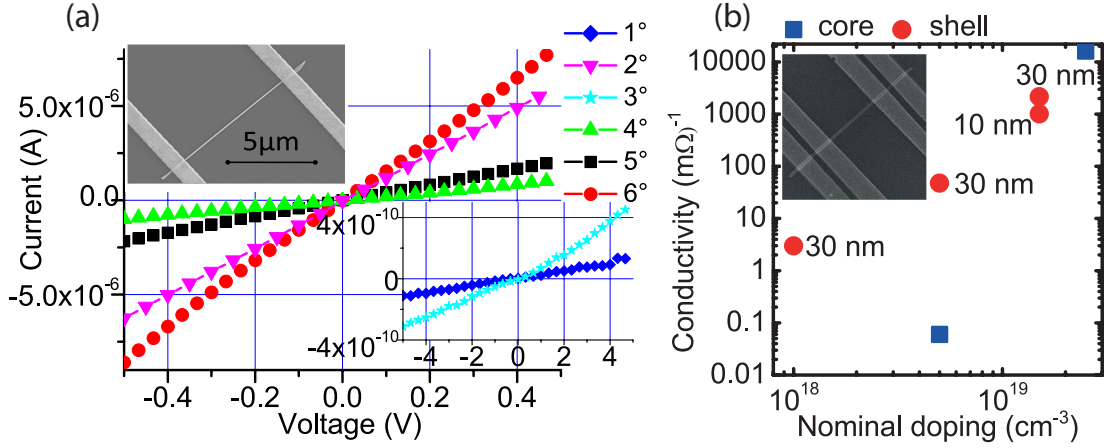 (a)
5μm
Current (A)
5.0x10⁻⁶
0.0
-5.0x10⁻⁶
-0.4 -0.2 0.0 0.2 0.4
Voltage (V)
4x10⁻¹⁰
0
-4x10⁻¹⁰
-4 -2 0 2 4
1°
2°
3°
4°
5°
6°
(b)
core shell
Conductivity (mΩ)⁻¹
10000
1000
100
10
1
0.1
0.01
30 nm
10 nm
30 nm
30 nm
10¹⁸ 10¹⁹
Nominal doping (cm⁻³)